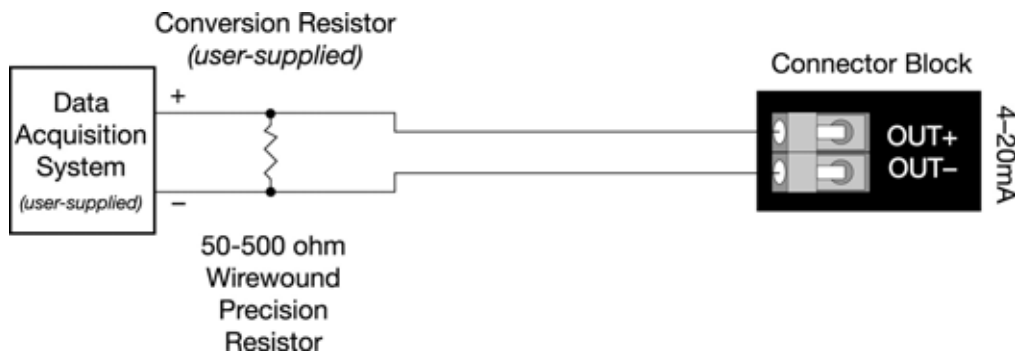 Conversion Resistor
(user-supplied)
Connector Block
Data
Acquisition
System
(user-supplied)
+
−
OUT+
OUT−
4–20mA
50-500 ohm
Wirewound
Precision
Resistor